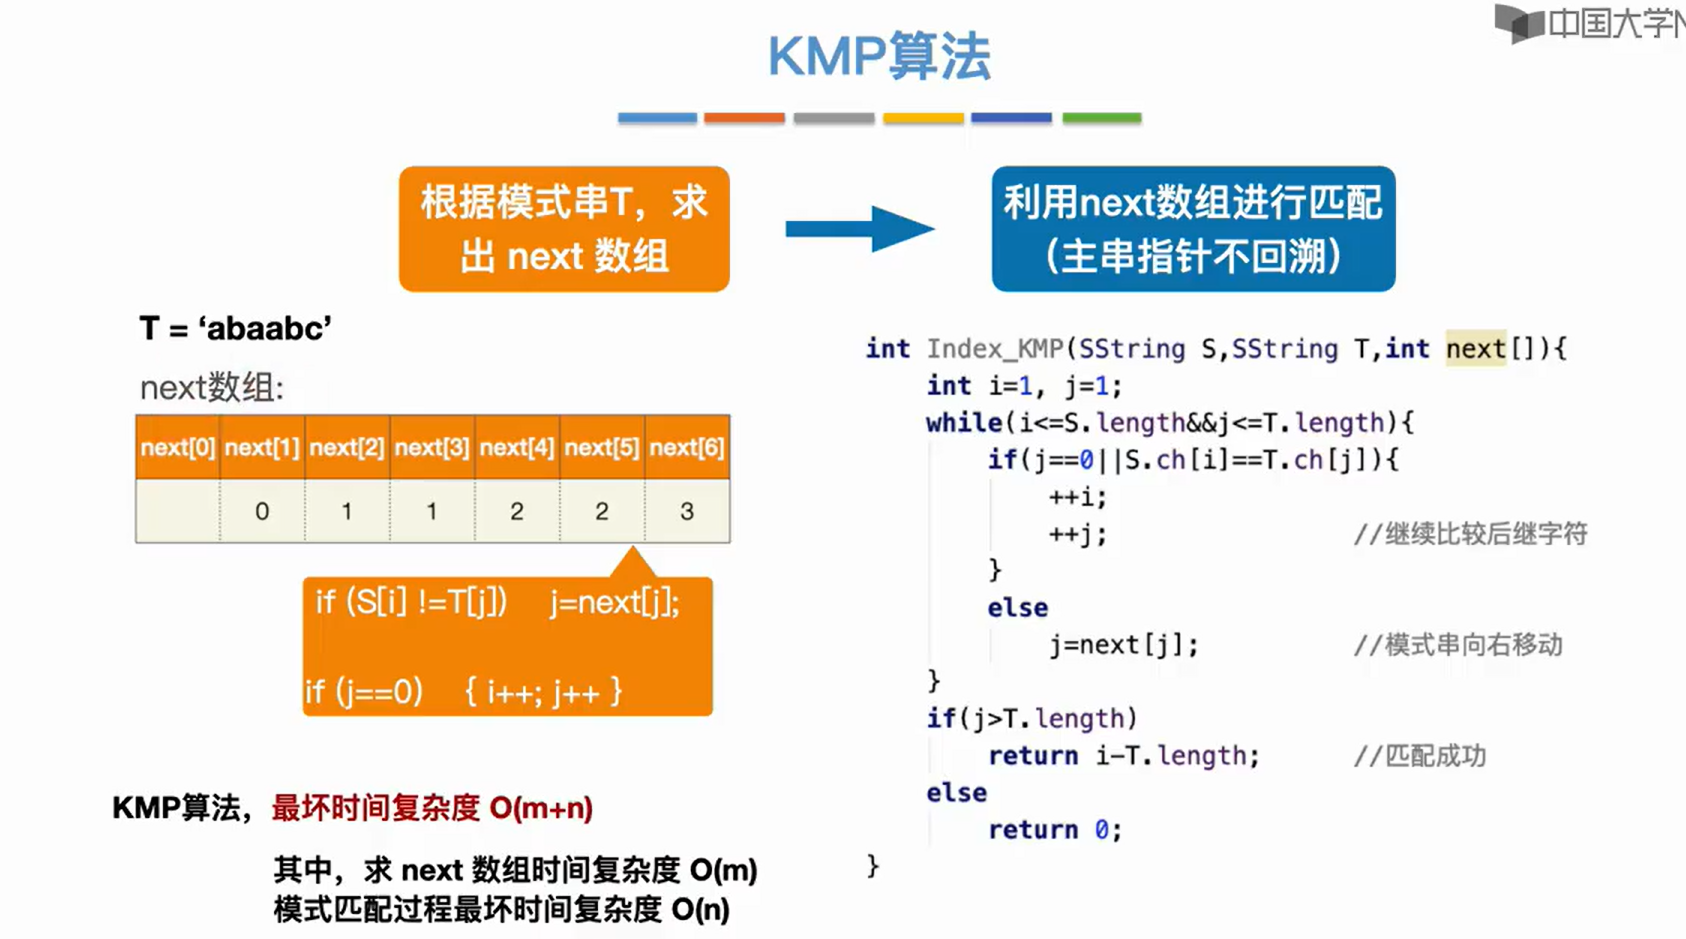 中国大学M
KMP算法
根据模式串T，求
出 next 数组
利用next数组进行匹配
（主串指针不回溯）
T = ‘abaabc’
next数组:
next[0] next[1] next[2] next[3] next[4] next[5] next[6]
0 1 1 2 2 3
if (S[i] !=T[j]) j=next[j];
if (j==0) { i++; j++ }
KMP算法，最坏时间复杂度 O(m+n)
其中，求 next 数组时间复杂度 O(m)
模式匹配过程最坏时间复杂度 O(n)
int Index_KMP(SString S,SString T,int next[]){
int i=1, j=1;
while(i<=S.length&&j<=T.length){
if(j==0||S.ch[i]==T.ch[j]){
++i;
++j; //继续比较后继字符
}
else
j=next[j]; //模式串向右移动
}
if(j>T.length)
return i-T.length; //匹配成功
else
return 0;
}